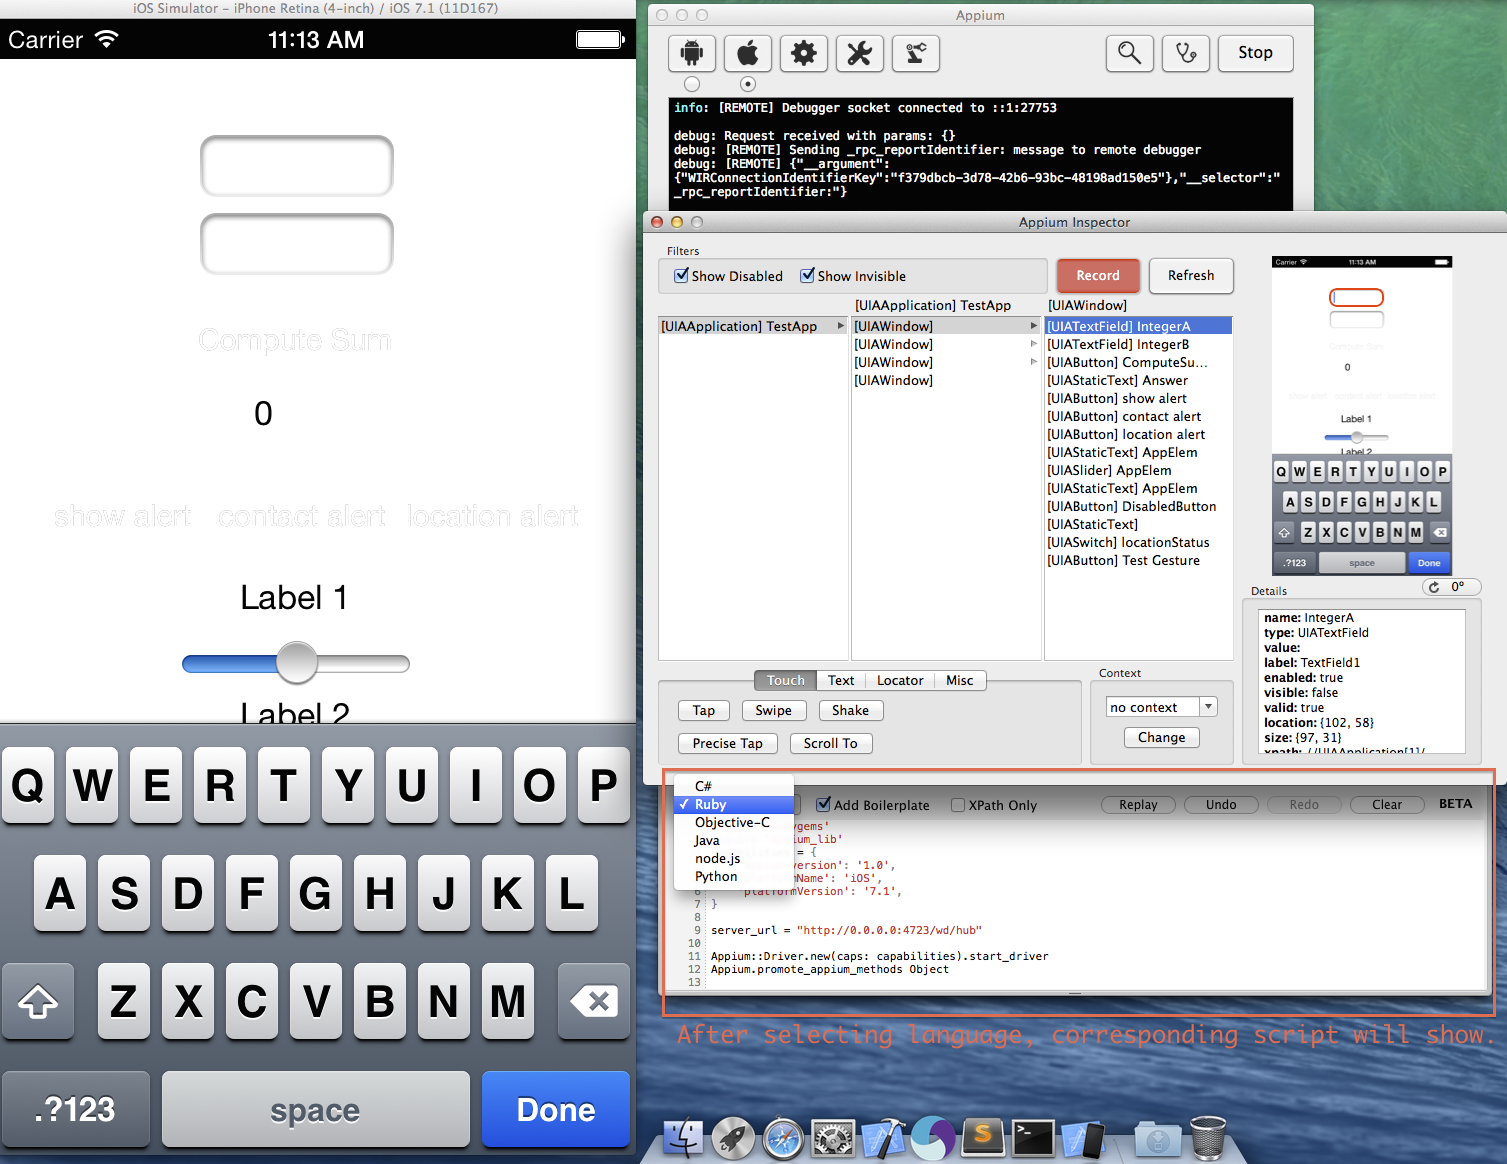 iOS Simulator - iPhone Retina (4-inch) / iOS 7.1 (11D167)
Carrier
11:13 AM
Compute Sum
0
show alert contact alert location alert
Label 1
Label 2
Q W E R T Y U I O P
A S D F G H J K L
Z X C V B N M
.?123 space Done
Appium
Stop
info: [REMOTE] Debugger socket connected to ::1:27753
debug: Request received with params: {}
debug: [REMOTE] Sending _rpc_reportIdentifier: message to remote debugger
debug: [REMOTE] {"__argument":
{"WIRConnectionIdentifierKey":"f379dbcb-3d78-42b6-93bc-48198ad150e5"},"__selector":"
_rpc_reportIdentifier:"}
Appium Inspector
Filters
Show Disabled Show Invisible Record Refresh
[UIAApplication] TestApp [UIAWindow]
[UIAApplication] TestApp
[UIAWindow]
[UIAWindow]
[UIAWindow]
[UIAWindow]
[UIATextField] IntegerA
[UIATextField] IntegerB
[UIAButton] ComputeSu...
[UIAStaticText] Answer
[UIAButton] show alert
[UIAButton] contact alert
[UIAButton] location alert
[UIAStaticText] AppElem
[UIASlider] AppElem
[UIAStaticText] AppElem
[UIAButton] DisabledButton
[UIAStaticText]
[UIASwitch] locationStatus
[UIAButton] Test Gesture
Carrier 11:13 AM
Compute Sum
0
show alert contact alert location alert
Label 1
Label 2
Q W E R T Y U I O P
A S D F G H J K L
Z X C V B N M
.?123 space Done
Details
0°
name: IntegerA
type: UIATextField
value:
label: TextField1
enabled: true
visible: false
valid: true
location: {102, 58}
size: {97, 31}
xpath: //UIAApplication[1]/
Touch Text Locator Misc
Tap Swipe Shake
Precise Tap Scroll To
Context
no context
Change
C#
✓ Ruby
Objective-C
Java
node.js
Python
Add Boilerplate XPath Only Replay Undo Redo Clear BETA
ygems'
ium_lib'
= {
ersion': '1.0',
mName': 'iOS',
6 platformVersion': '7.1',
7 }
8
9 server_url = "http://0.0.0.0:4723/wd/hub"
10
11 Appium::Driver.new(caps: capabilities).start_driver
12 Appium.promote_appium_methods Object
13
After selecting language, corresponding script will show.
S
>_